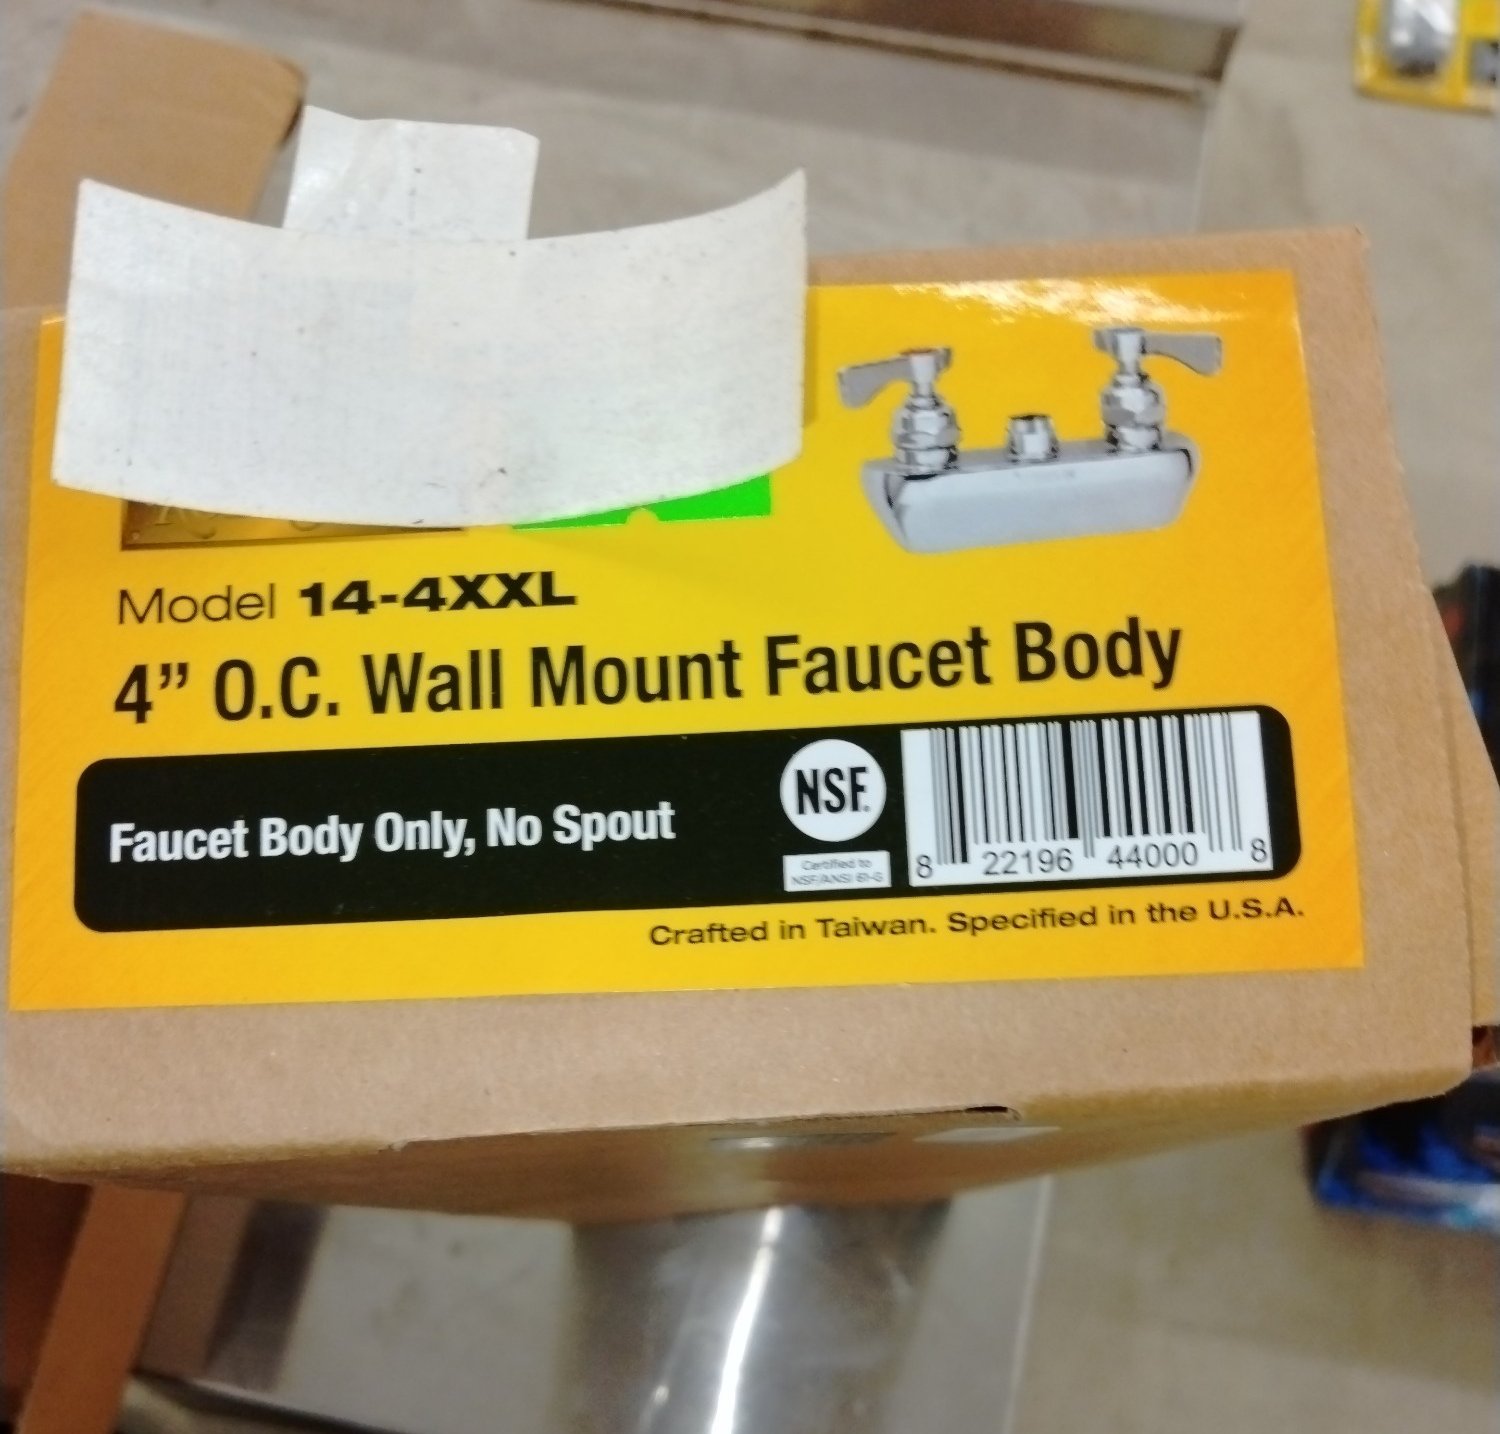 Model 14-4XXL
4” O.C. Wall Mount Faucet Body
Faucet Body Only, No Spout
NSF.
Certified to
NSF/ANSI 61-G
8 22196 44000 8
Crafted in Taiwan. Specified in the U.S.A.